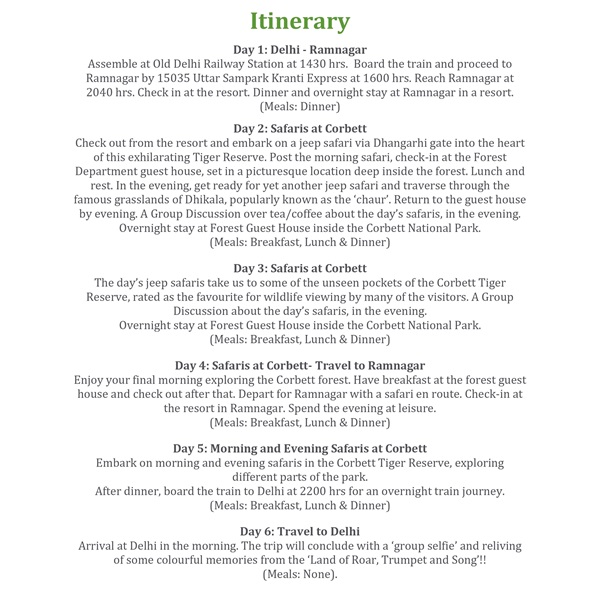 Itinerary
Day 1: Delhi - Ramnagar
Assemble at Old Delhi Railway Station at 1430 hrs.  Board the train and proceed to
Ramnagar by 15035 Uttar Sampark Kranti Express at 1600 hrs. Reach Ramnagar at
2040 hrs. Check in at the resort. Dinner and overnight stay at Ramnagar in a resort.
(Meals: Dinner)
Day 2: Safaris at Corbett
Check out from the resort and embark on a jeep safari via Dhangarhi gate into the heart
of this exhilarating Tiger Reserve. Post the morning safari, check-in at the Forest
Department guest house, set in a picturesque location deep inside the forest. Lunch and
rest. In the evening, get ready for yet another jeep safari and traverse through the
famous grasslands of Dhikala, popularly known as the ‘chaur’. Return to the guest house
by evening. A Group Discussion over tea/coffee about the day’s safaris, in the evening.
Overnight stay at Forest Guest House inside the Corbett National Park.
(Meals: Breakfast, Lunch & Dinner)
Day 3: Safaris at Corbett
The day’s jeep safaris take us to some of the unseen pockets of the Corbett Tiger
Reserve, rated as the favourite for wildlife viewing by many of the visitors. A Group
Discussion about the day’s safaris, in the evening.
Overnight stay at Forest Guest House inside the Corbett National Park.
(Meals: Breakfast, Lunch & Dinner)
Day 4: Safaris at Corbett- Travel to Ramnagar
Enjoy your final morning exploring the Corbett forest. Have breakfast at the forest guest
house and check out after that. Depart for Ramnagar with a safari en route. Check-in at
the resort in Ramnagar. Spend the evening at leisure.
(Meals: Breakfast, Lunch & Dinner)
Day 5: Morning and Evening Safaris at Corbett
Embark on morning and evening safaris in the Corbett Tiger Reserve, exploring
different parts of the park.
After dinner, board the train to Delhi at 2200 hrs for an overnight train journey.
(Meals: Breakfast, Lunch & Dinner)
Day 6: Travel to Delhi
Arrival at Delhi in the morning. The trip will conclude with a ‘group selfie’ and reliving
of some colourful memories from the ‘Land of Roar, Trumpet and Song’!!
(Meals: None).